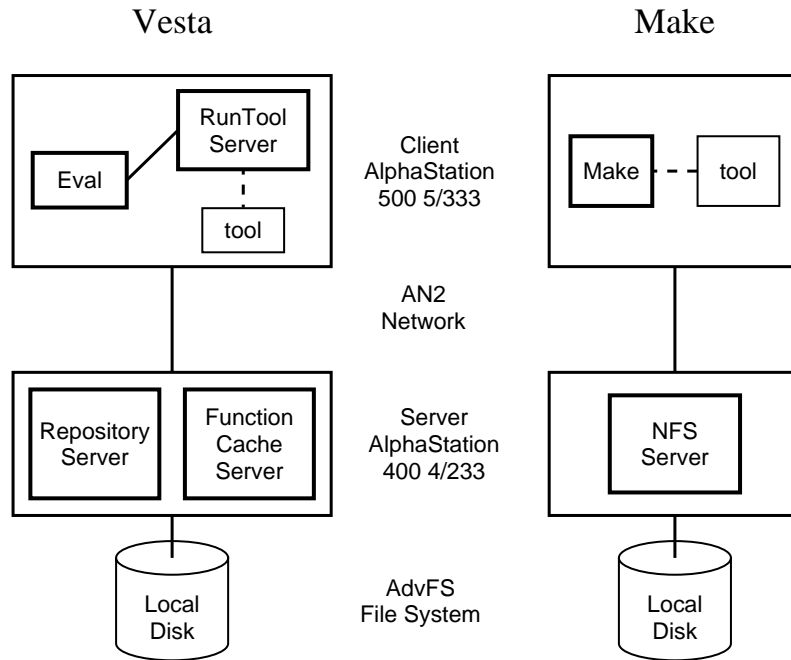 Vesta
Make
RunTool
Server
Eval
tool
Client
AlphaStation
500 5/333
Make
tool
AN2
Network
Repository
Server
Function
Cache
Server
Server
AlphaStation
400 4/233
NFS
Server
Local
Disk
AdvFS
File System
Local
Disk